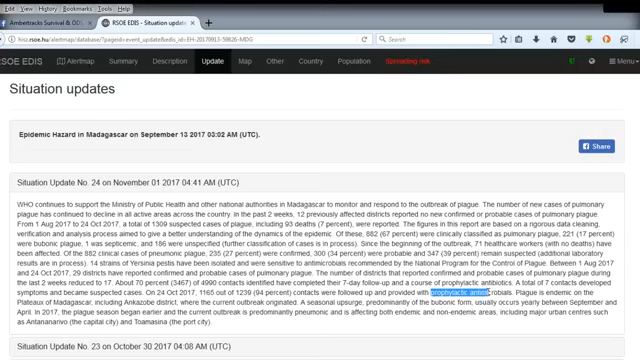 File Edit View History Bookmarks Tools Help
Ambertracks Survival & ODS
RSOE EDIS - Situation update
hisz.rsoe.hu/alertmap/database/?pageid=event_update&edis_id=EH-20170913-59826-MDG
RSOE EDIS Alertmap Summary Description Update Map Other Country Population Spreading risk
Situation updates
Epidemic Hazard in Madagascar on September 13 2017 03:02 AM (UTC).
Share
Situation Update No. 24 on November 01 2017 04:41 AM (UTC)
WHO continues to support the Ministry of Public Health and other national authorities in Madagascar to monitor and respond to the outbreak of plague. The number of new cases of pulmonary
plague has continued to decline in all active areas across the country. In the past 2 weeks, 12 previously affected districts reported no new confirmed or probable cases of pulmonary plague.
From 1 Aug 2017 to 24 Oct 2017, a total of 1309 suspected cases of plague, including 93 deaths (7 percent), were reported. The figures in this report are based on a rigorous data cleaning,
verification and analysis process aimed to give a better understanding of the dynamics of the epidemic. Of these, 882 (67 percent) were clinically classified as pulmonary plague, 221 (17
percent) were bubonic plague, 1 was septicemic, and 186 were unspecified (further classification of cases is in process). Since the beginning of the outbreak, 71 healthcare workers (with no deaths) have
been affected. Of the 882 clinical cases of pneumonic plague, 235 (27 percent) were confirmed, 300 (34 percent) were probable and 347 (39 percent) remain suspected (additional laboratory
results are in process). 14 strains of Yersinia pestis have been isolated and were sensitive to antimicrobials recommended by the National Program for the Control of Plague. Between 1 Aug 2017
and 24 Oct 2017, 29 districts have reported confirmed and probable cases of pulmonary plague. The number of districts that reported confirmed and probable cases of pulmonary plague during
the last 2 weeks reduced to 17. About 70 percent (3467) of 4990 contacts identified have completed their 7-day follow-up and a course of prophylactic antibiotics. A total of 7 contacts developed
symptoms and became suspected cases. On 24 Oct 2017, 1165 out of 1239 (94 percent) contacts were followed up and provided with prophylactic antimicrobials. Plague is endemic on the
Plateaux of Madagascar, including Ankazobe district, where the current outbreak originated. A seasonal upsurge, predominantly of the bubonic form, usually occurs yearly between September and
April. In 2017, the plague season began earlier and the current outbreak is predominantly pneumonic and is affecting both endemic and non-endemic areas, including major urban centres such
as Antananarivo (the capital city) and Toamasina (the port city).
Situation Update No. 23 on October 30 2017 04:08 AM (UTC)